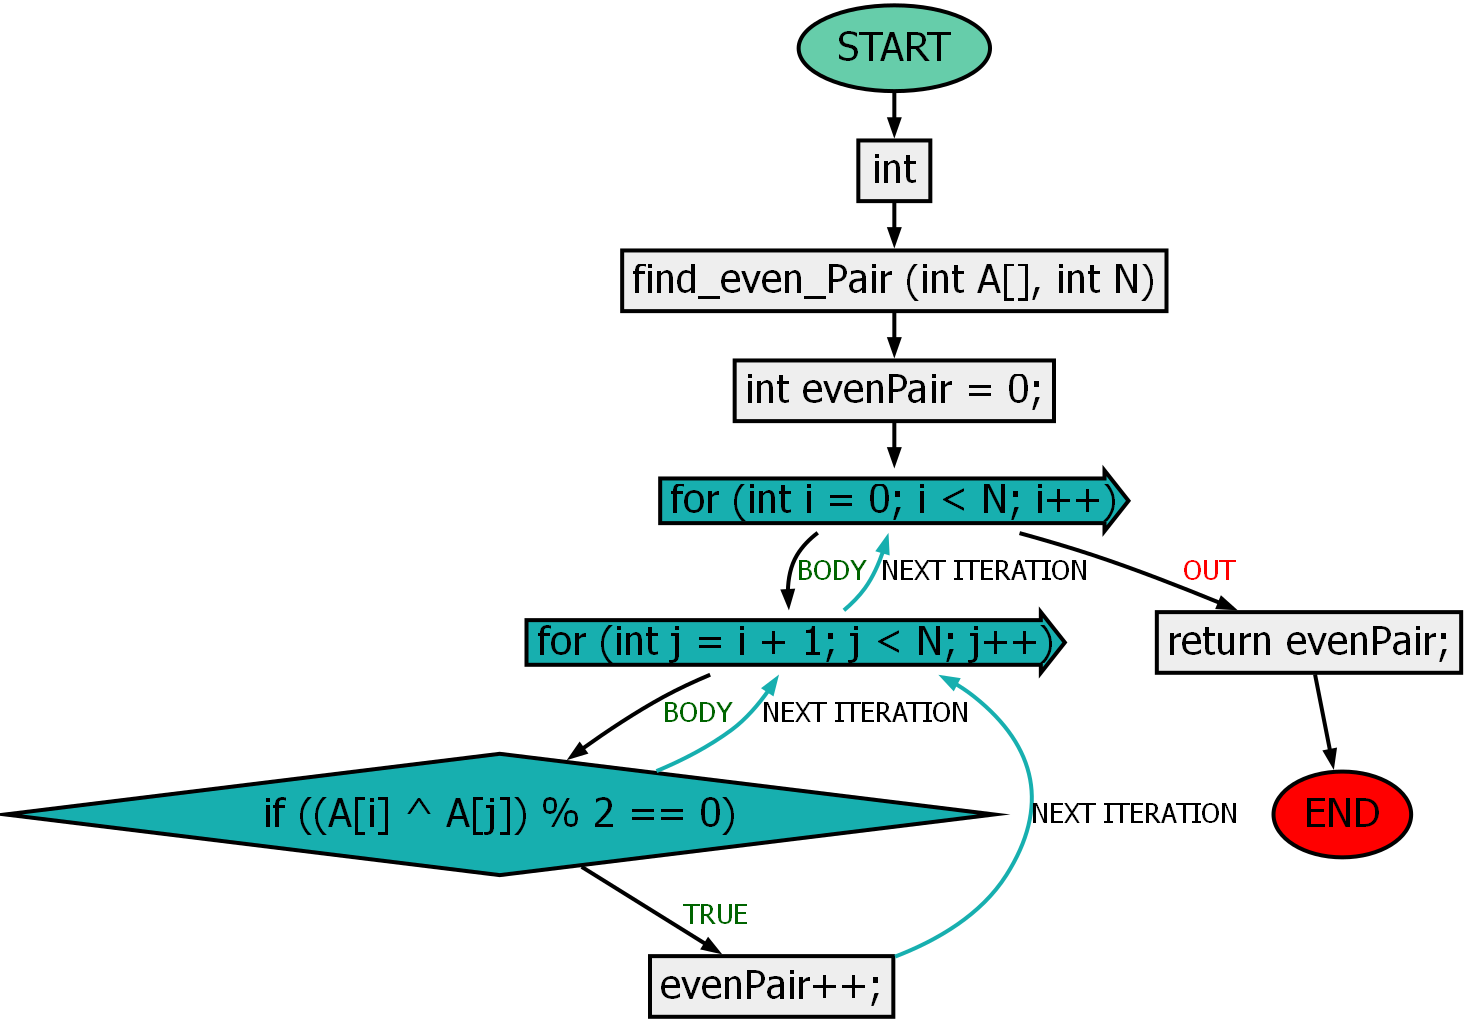 START
int
find_even_Pair (int A[], int N)
int evenPair = 0;
for (int i = 0; i < N; i++)
BODY
NEXT ITERATION
OUT
for (int j = i + 1; j < N; j++)
return evenPair;
BODY
NEXT ITERATION
if ((A[i] ^ A[j]) % 2 == 0)
NEXT ITERATION
END
TRUE
evenPair++;